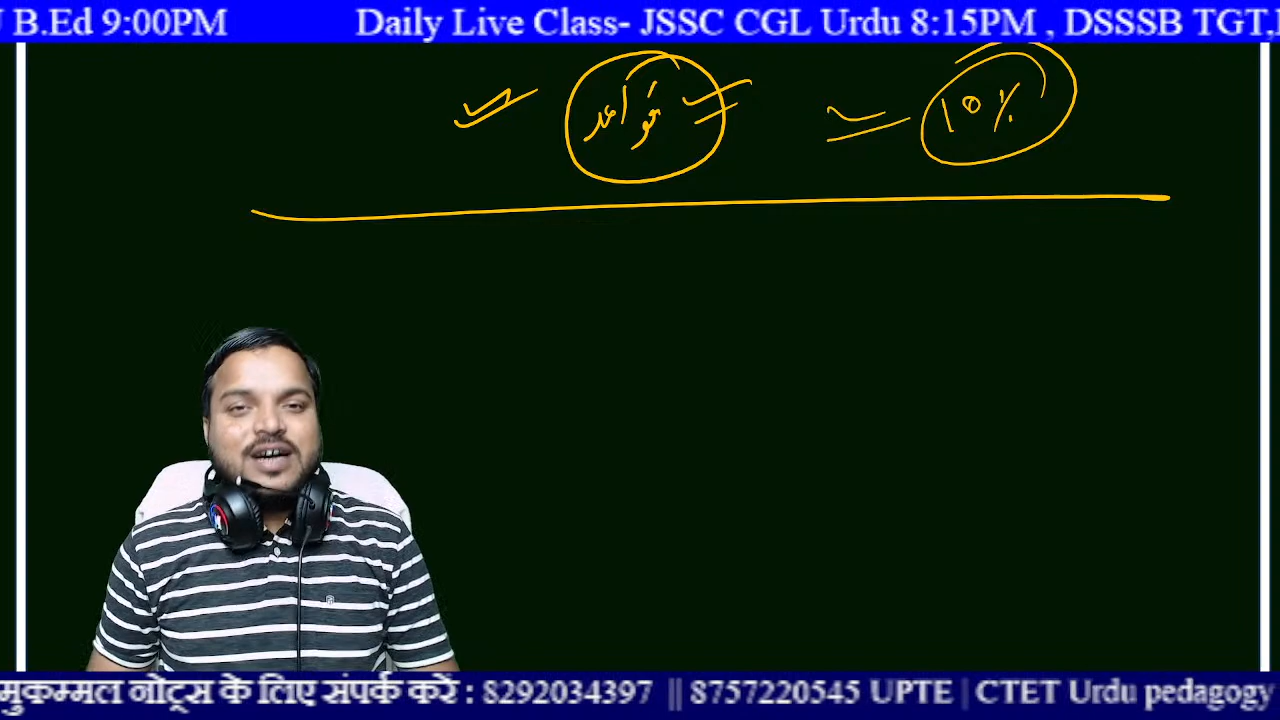 J B.Ed 9:00PM Daily Live Class- JSSC CGL Urdu 8:15PM , DSSSB TGT,
قواعد 10%
मुकम्मल नोट्स के लिए संपर्क करें : 8292034397 || 8757220545 UPTE | CTET Urdu pedagogy